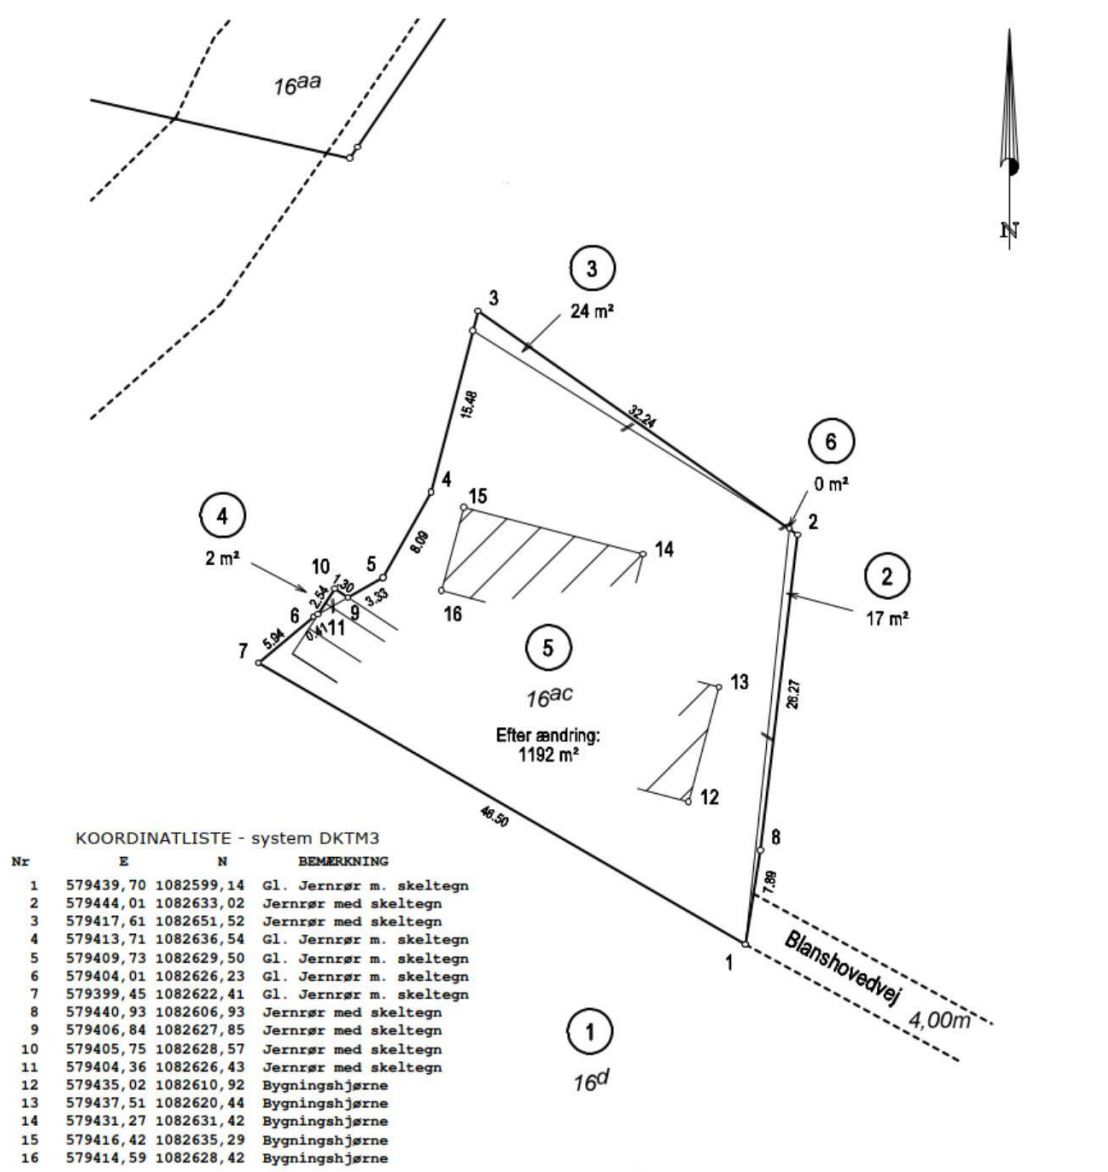 16aa
N
3
3
24 m²
15.48
32.24
6
0 m²
2
4
15
4
2 m²
8.09
14
10
5
2
17 m²
1.30
2.54
3.33
16
6
9
0.41
11
5.94
7
5
13
16ac
26.27
Efter ændring:
1192 m²
12
46.50
8
7.89
1
Blanshovedvej
4,00m
1
16d
KOORDINATLISTE - system DKTM3
Nr E N BEMÆRKNING
1 579439,70 1082599,14 Gl. Jernrør m. skeltegn
2 579444,01 1082633,02 Jernrør med skeltegn
3 579417,61 1082651,52 Jernrør med skeltegn
4 579413,71 1082636,54 Gl. Jernrør m. skeltegn
5 579409,73 1082629,50 Gl. Jernrør m. skeltegn
6 579404,01 1082626,23 Gl. Jernrør m. skeltegn
7 579399,45 1082622,41 Gl. Jernrør m. skeltegn
8 579440,93 1082606,93 Jernrør med skeltegn
9 579406,84 1082627,85 Jernrør med skeltegn
10 579405,75 1082628,57 Jernrør med skeltegn
11 579404,36 1082626,43 Jernrør med skeltegn
12 579435,02 1082610,92 Bygningshjørne
13 579437,51 1082620,44 Bygningshjørne
14 579431,27 1082631,42 Bygningshjørne
15 579416,42 1082635,29 Bygningshjørne
16 579414,59 1082628,42 Bygningshjørne